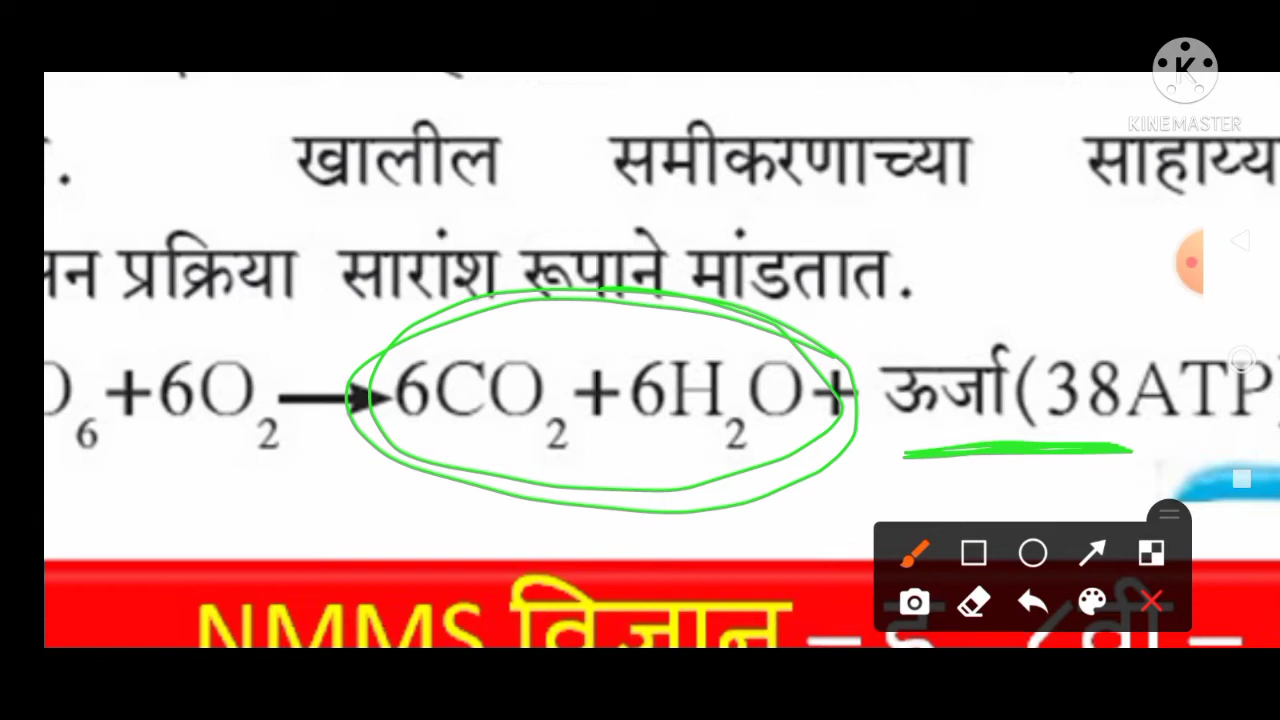 . खालील समीकरणाच्या साहाय्य
प्रक्रिया सारांश रूपाने मांडतात.
₆+6O₂→6CO₂+6H₂O+ ऊर्जा(38ATP)
NMMS विज्ञान – – 
KINEMASTER